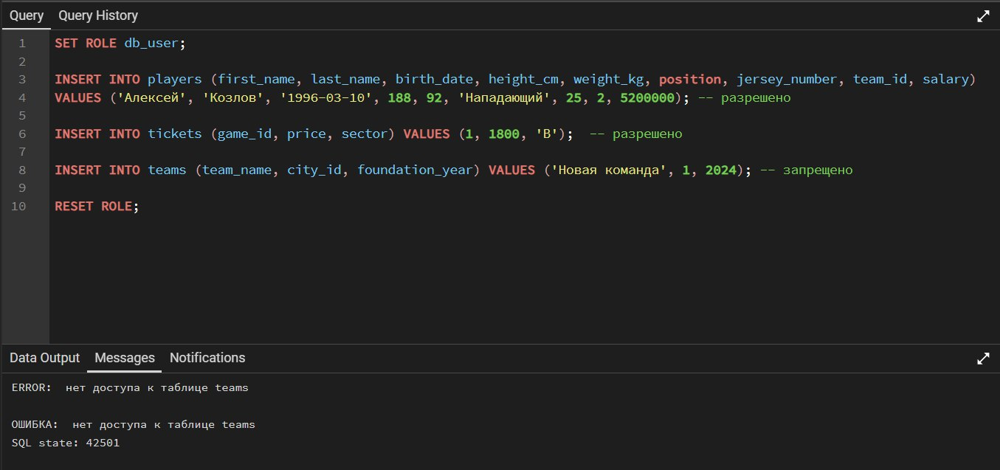 Query Query History
1 SET ROLE db_user;
2
3 INSERT INTO players (first_name, last_name, birth_date, height_cm, weight_kg, position, jersey_number, team_id, salary)
4 VALUES ('Алексей', 'Козлов', '1996-03-10', 188, 92, 'Нападающий', 25, 2, 5200000); -- разрешено
5
6 INSERT INTO tickets (game_id, price, sector) VALUES (1, 1800, 'B');  -- разрешено
7
8 INSERT INTO teams (team_name, city_id, foundation_year) VALUES ('Новая команда', 1, 2024); -- запрещено
9
10 RESET ROLE;
Data Output Messages Notifications
ERROR:  нет доступа к таблице teams
ОШИБКА:  нет доступа к таблице teams
SQL state: 42501